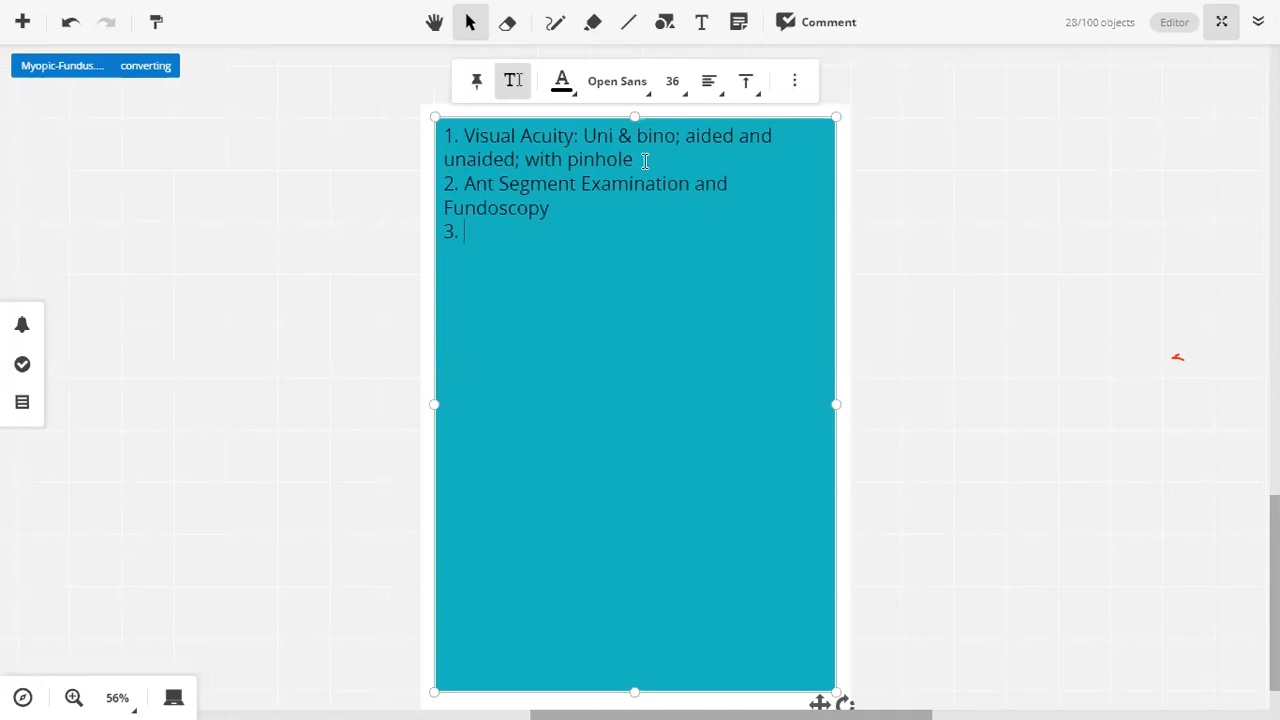 Comment
28/100 objects
Editor
Myopic-Fundus.... converting
Open Sans 36
1. Visual Acuity: Uni & bino; aided and
unaided; with pinhole
2. Ant Segment Examination and
Fundoscopy
3.
56%